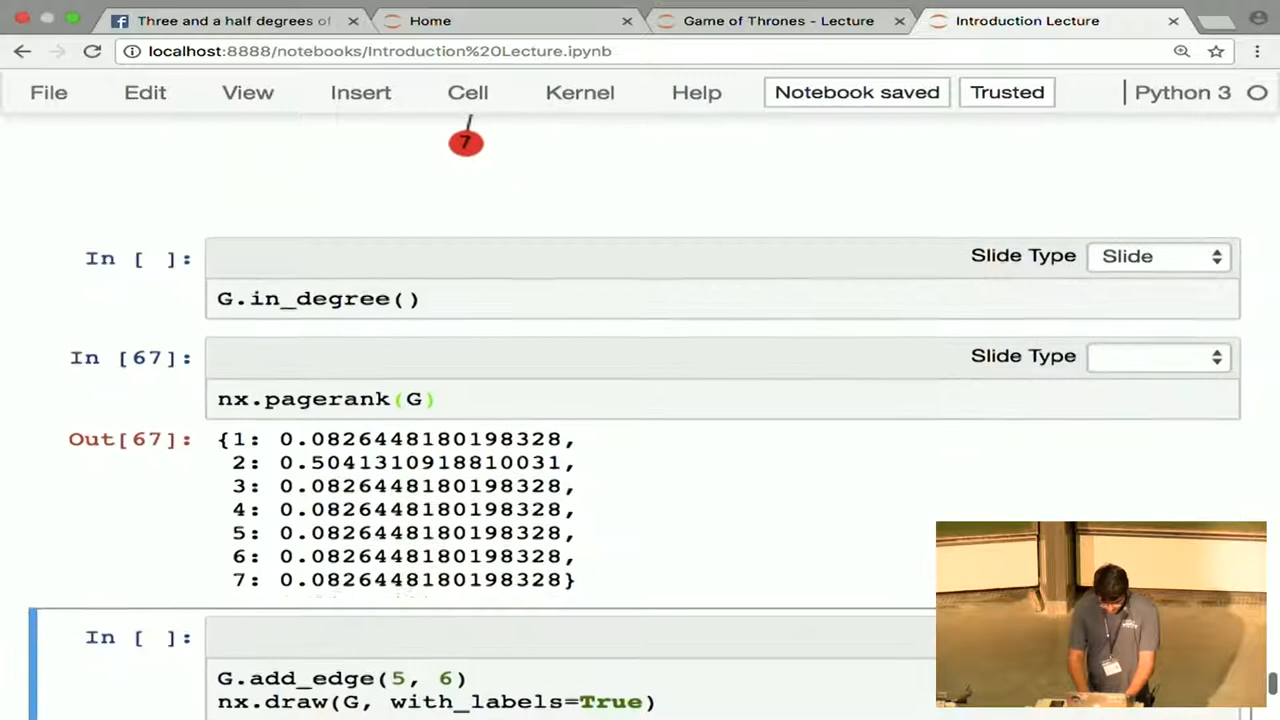 Three and a half degrees of
Home
Game of Thrones - Lecture
Introduction Lecture
localhost:8888/notebooks/Introduction%20Lecture.ipynb
File Edit View Insert Cell Kernel Help Notebook saved Trusted Python 3
7
In [ ]:
Slide Type Slide
G.in_degree()
In [67]:
Slide Type
nx.pagerank(G)
Out[67]: {1: 0.0826448180198328,
2: 0.5041310918810031,
3: 0.0826448180198328,
4: 0.0826448180198328,
5: 0.0826448180198328,
6: 0.0826448180198328,
7: 0.0826448180198328}
In [ ]:
G.add_edge(5, 6)
nx.draw(G, with_labels=True)